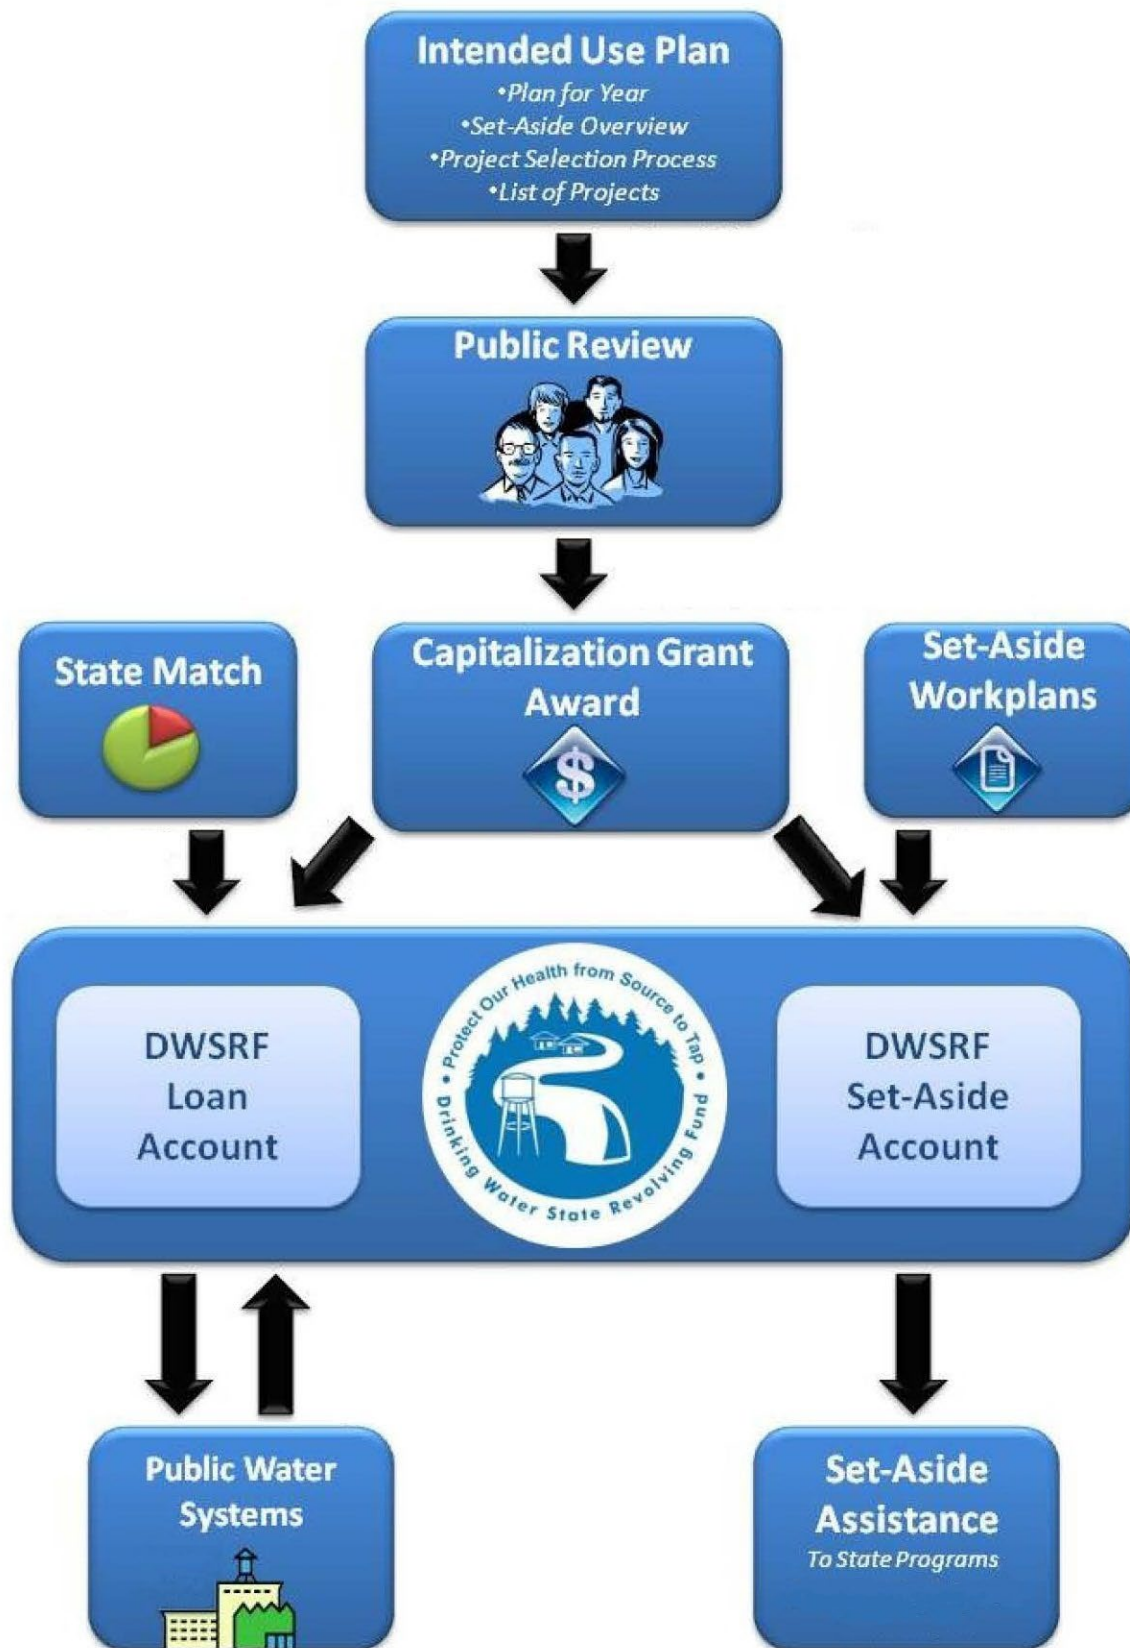 Intended Use Plan
•Plan for Year
•Set-Aside Overview
•Project Selection Process
•List of Projects
Public Review
State Match
Capitalization Grant
Award
$
Set-Aside
Workplans
DWSRF
Loan
Account
• Protect Our Health from Source to Tap •
Drinking Water State Revolving Fund
DWSRF
Set-Aside
Account
Public Water
Systems
Set-Aside
Assistance
To State Programs